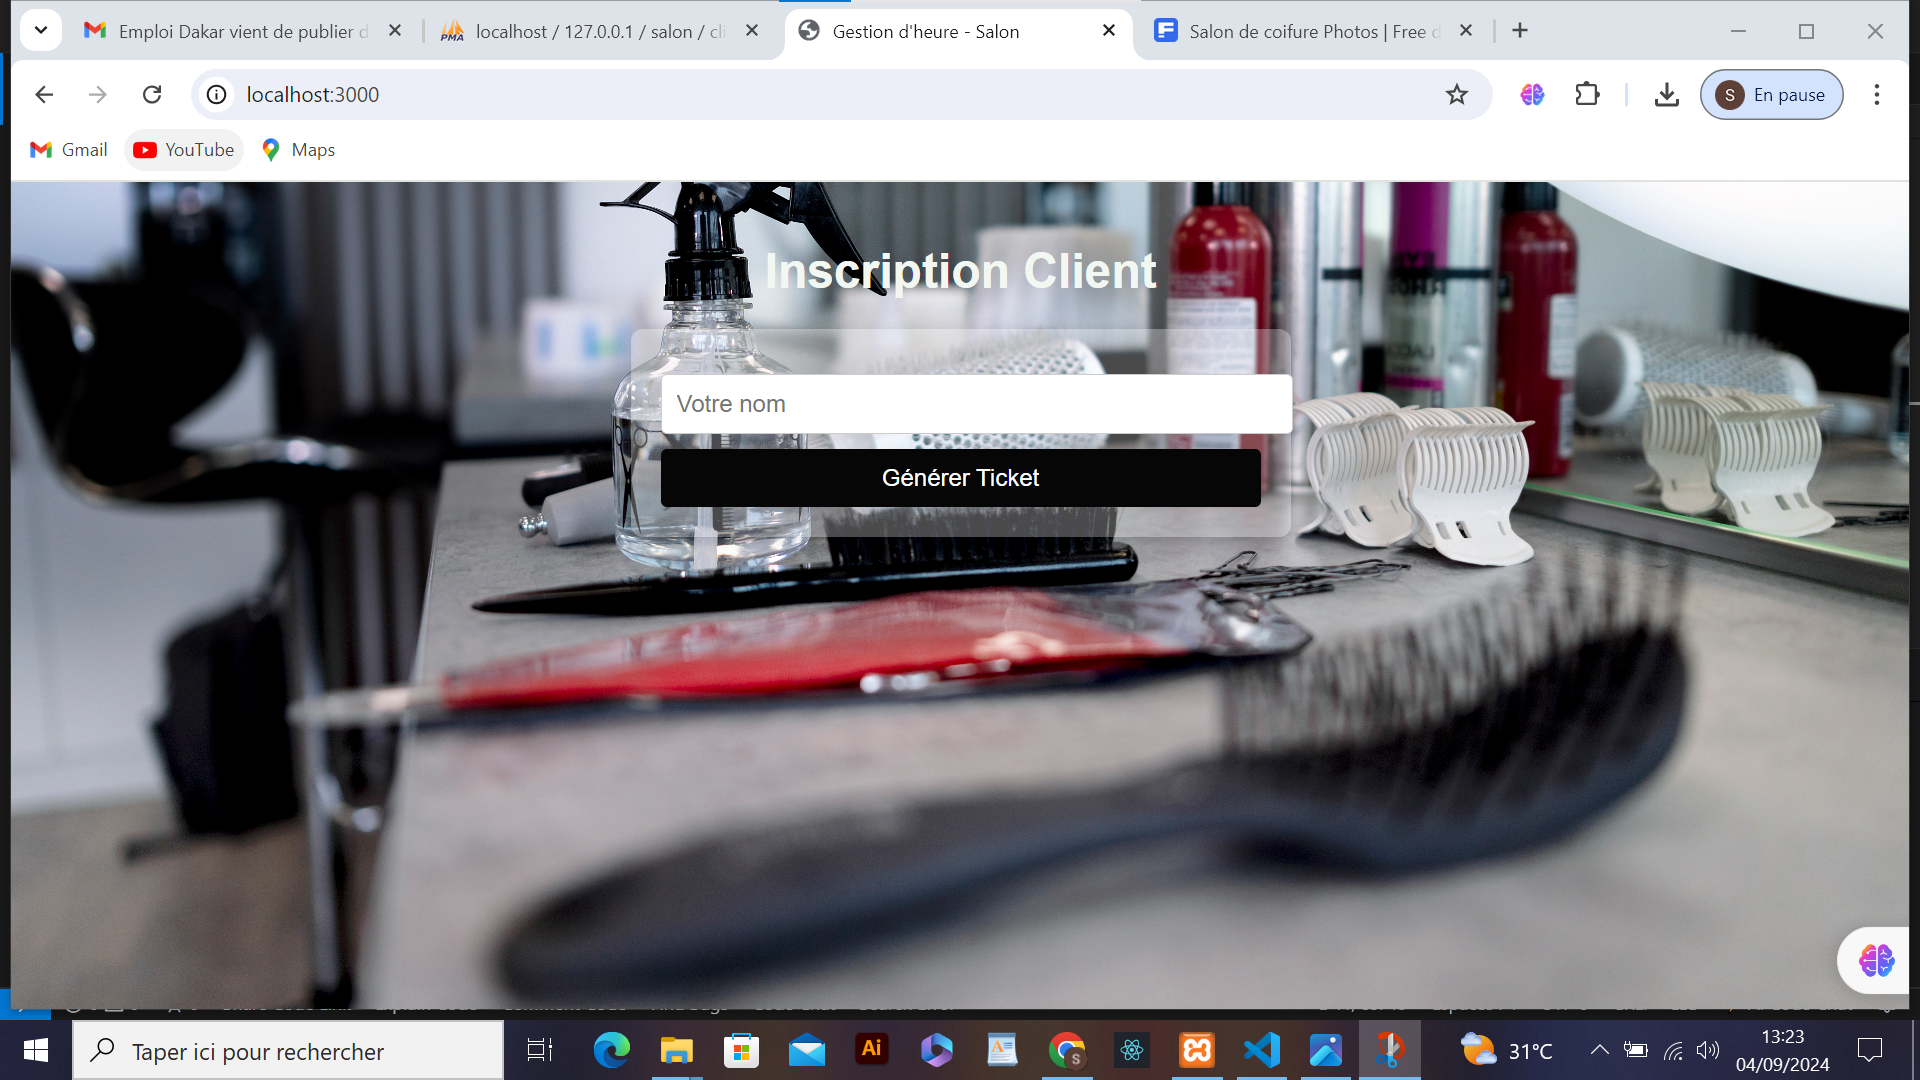 Emploi Dakar vient de publier d
localhost / 127.0.0.1 / salon / cli
Gestion d'heure - Salon
Salon de coifure Photos | Free d
localhost:3000
S
En pause
Gmail
YouTube
Maps
Inscription Client
Votre nom
Générer Ticket
Taper ici pour rechercher
Ai
S
31°C
13:23
04/09/2024